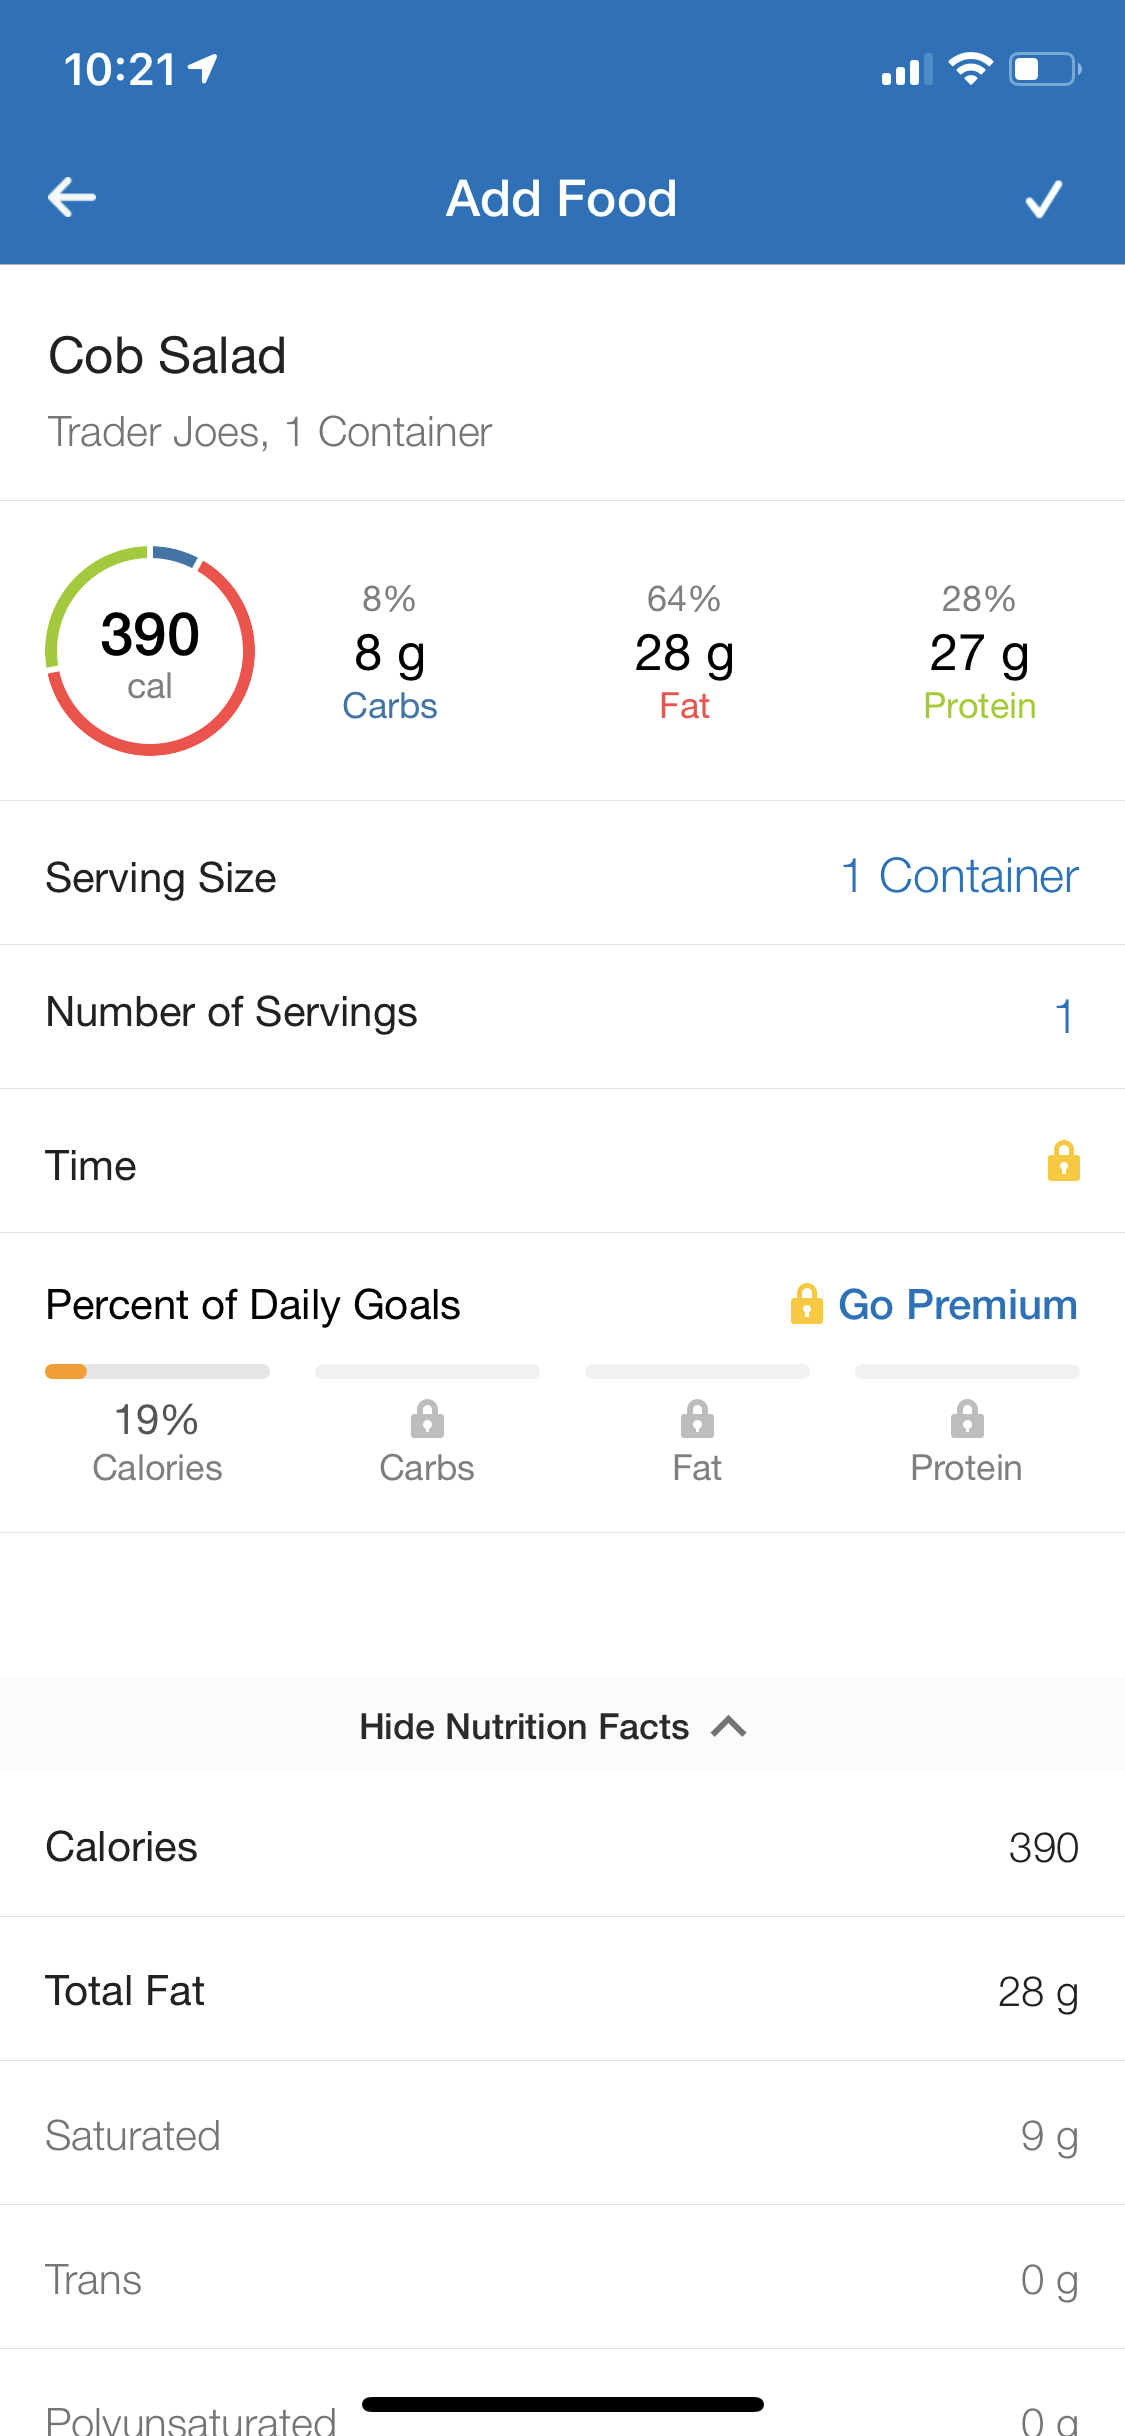 10:21
Add Food
Cob Salad
Trader Joes, 1 Container
390
cal
8%
8 g
Carbs
64%
28 g
Fat
28%
27 g
Protein
Serving Size 1 Container
Number of Servings 1
Time
Percent of Daily Goals Go Premium
19%
Calories Carbs Fat Protein
Hide Nutrition Facts
Calories 390
Total Fat 28 g
Saturated 9 g
Trans 0 g
Polyunsaturated 0 g